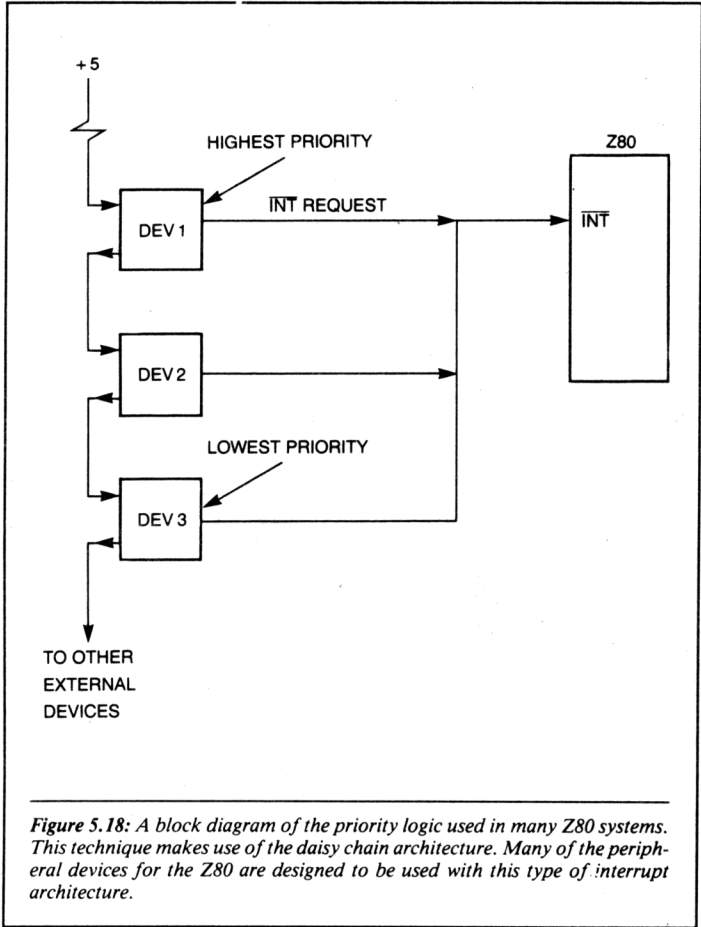 +5
HIGHEST PRIORITY
Z80
I̅N̅T̅ REQUEST
I̅N̅T̅
DEV 1
DEV 2
LOWEST PRIORITY
DEV 3
TO OTHER
EXTERNAL
DEVICES
Figure 5.18: A block diagram of the priority logic used in many Z80 systems.
This technique makes use of the daisy chain architecture. Many of the periph-
eral devices for the Z80 are designed to be used with this type of interrupt
architecture.